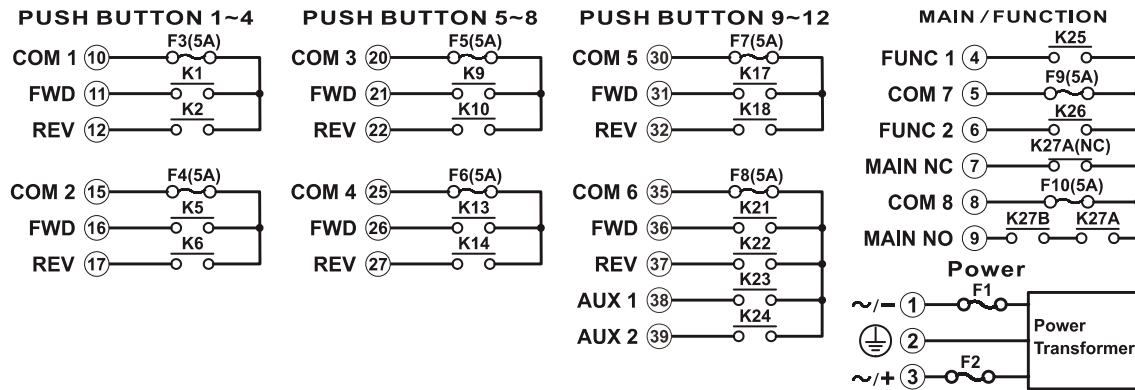 PUSH BUTTON 1~4
F3(5A)
COM 1 10
K1
FWD 11
K2
REV 12
COM 2 15
F4(5A)
K5
FWD 16
K6
REV 17
PUSH BUTTON 5~8
F5(5A)
COM 3 20
K9
FWD 21
K10
REV 22
COM 4 25
F6(5A)
K13
FWD 26
K14
REV 27
PUSH BUTTON 9~12
F7(5A)
COM 5 30
K17
FWD 31
K18
REV 32
COM 6 35
F8(5A)
K21
FWD 36
K22
REV 37
K23
AUX 1 38
K24
AUX 2 39
MAIN / FUNCTION
K25
FUNC 1 4
F9(5A)
COM 7 5
K26
FUNC 2 6
K27A(NC)
MAIN NC 7
F10(5A)
COM 8 8
K27B K27A
MAIN NO 9
Power
F1
~/− 1
2
Power
Transformer
F2
~/+ 3